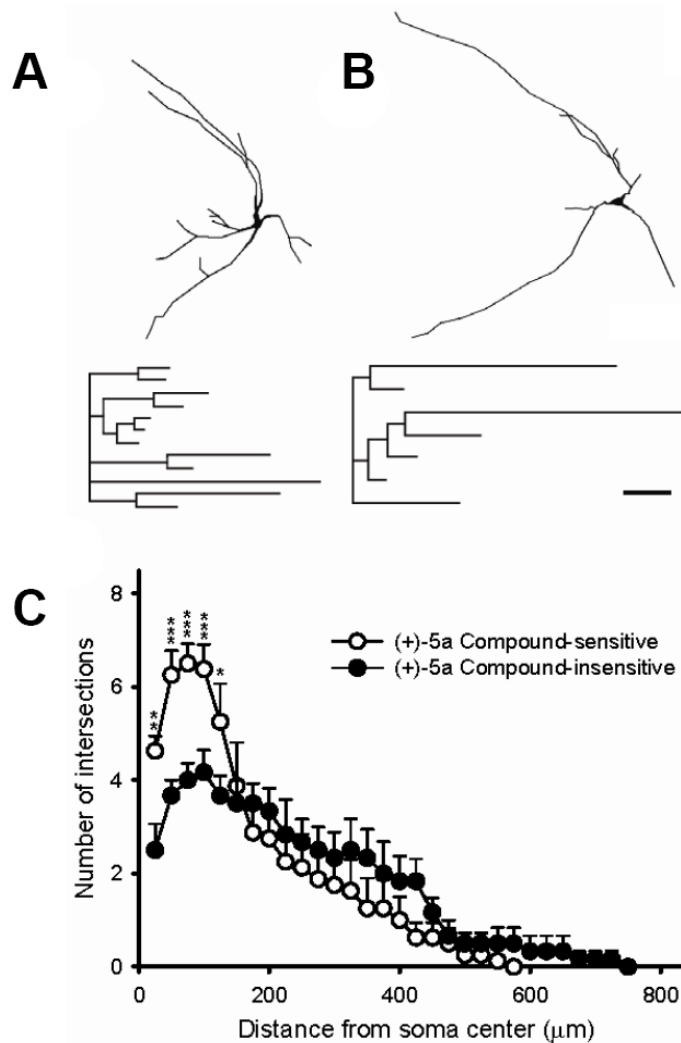 A
B
C
8
6
4
2
0
Number of intersections
**
***
***
***
*
(+)-5a Compound-sensitive
(+)-5a Compound-insensitive
0
200
400
600
800
Distance from soma center (μm)